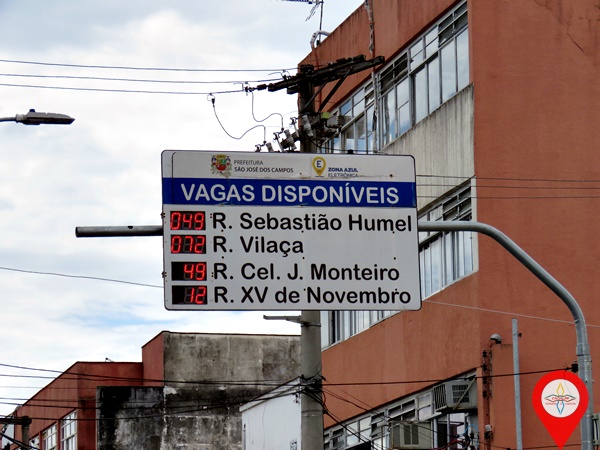 PREFEITURA
SÃO JOSÉ DOS CAMPOS
ZONA AZUL
ELETRÔNICA
VAGAS DISPONÍVEIS
049 R. Sebastião Humel
072 R. Vilaça
49 R. Cel. J. Monteiro
12 R. XV de Novembro